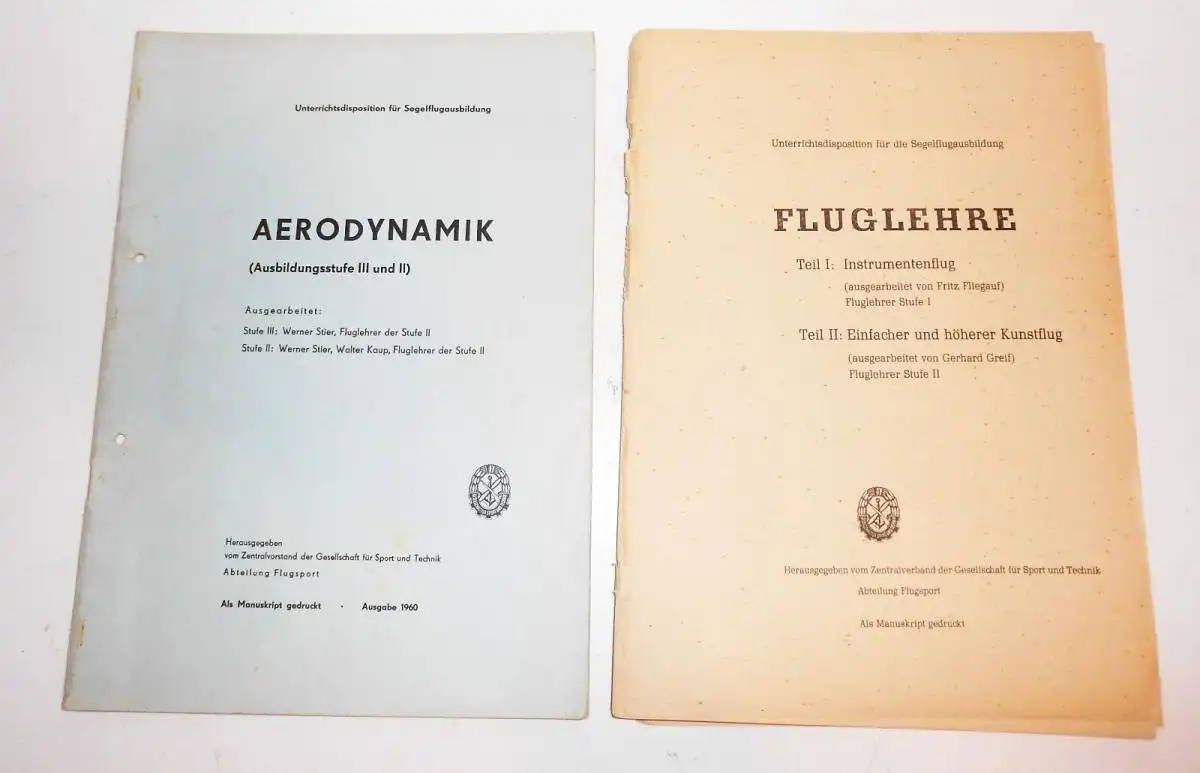 Unterrichtsdisposition für Segelflugausbildung
AERODYNAMIK
(Ausbildungsstufe III und II)
Ausgearbeitet:
Stufe III: Werner Stier, Fluglehrer der Stufe II
Stufe II: Werner Stier, Walter Kaup, Fluglehrer der Stufe II
Herausgegeben
vom Zentralvorstand der Gesellschaft für Sport und Technik
Abteilung Flugsport
Als Manuskript gedruckt · Ausgabe 1960
Unterrichtsdisposition für die Segelflugausbildung
FLUGLEHRE
Teil I: Instrumentenflug
(ausgearbeitet von Fritz Fliegauf)
Fluglehrer Stufe I
Teil II: Einfacher und höherer Kunstflug
(ausgearbeitet von Gerhard Greif)
Fluglehrer Stufe II
Herausgegeben vom Zentralverband der Gesellschaft für Sport und Technik
Abteilung Flugsport
Als Manuskript gedruckt